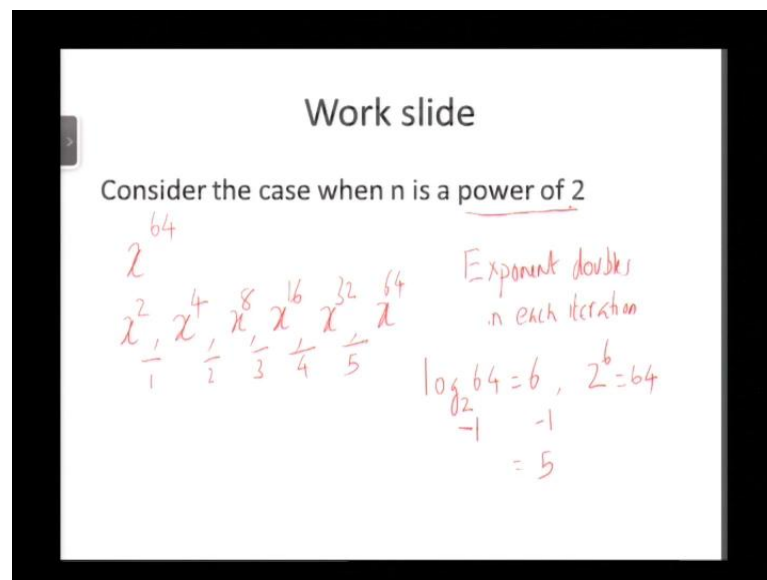 Work slide
Consider the case when n is a power of 2
x^64
x^2, x^4, x^8, x^16, x^32, x^64
1 2 3 4 5
Exponent doubles
in each iteration
log_2 64 = 6, 2^6 = 64
-1 -1
= 5